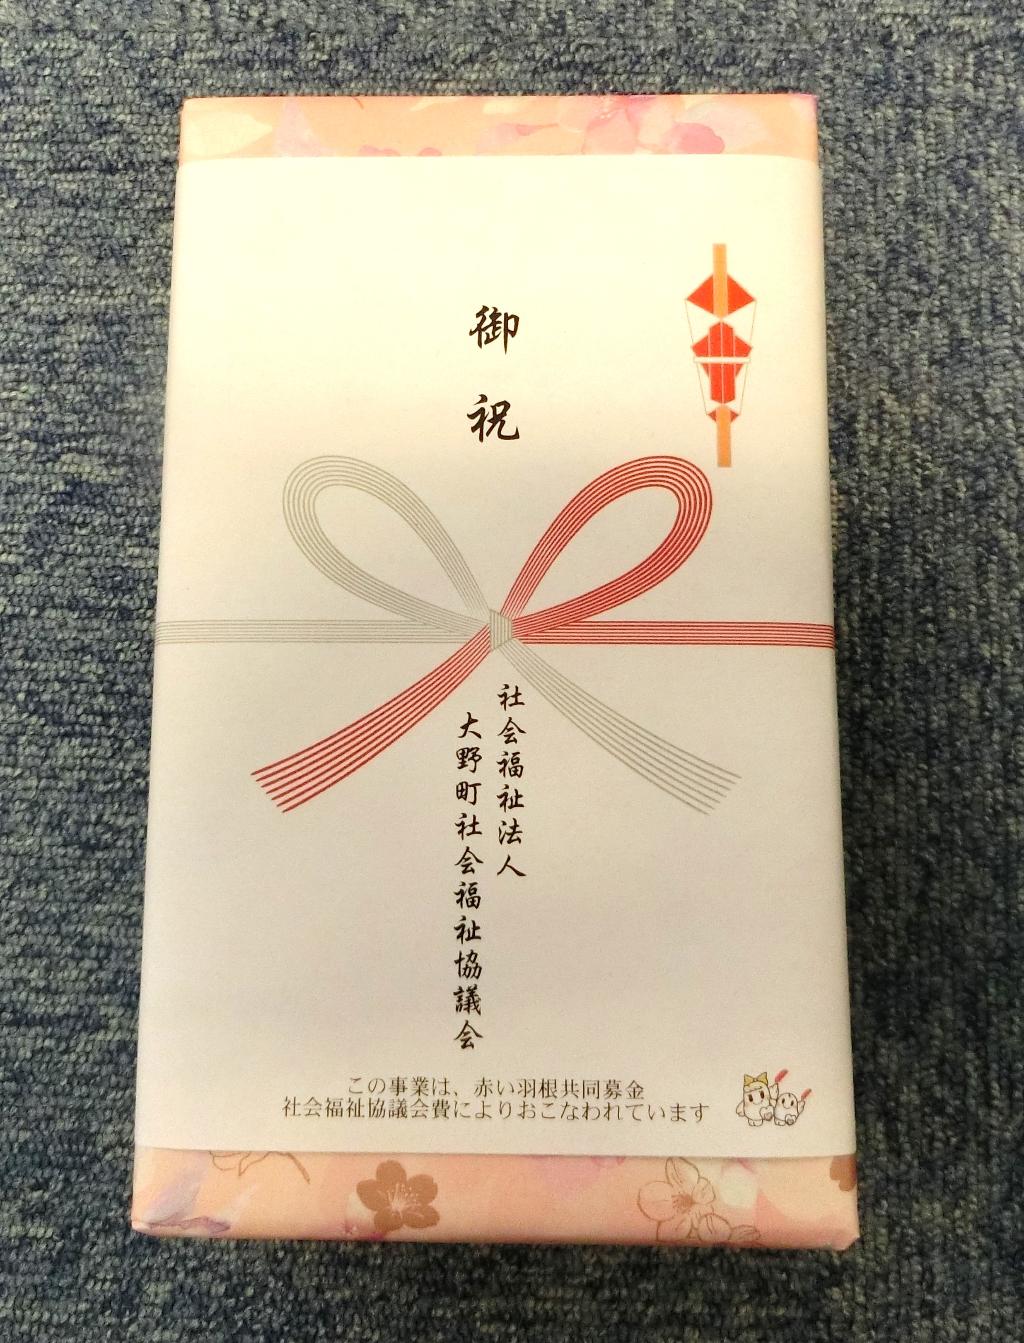 御祝
社会福祉法人
大野町社会福祉協議会
この事業は、赤い羽根共同募金
社会福祉協議会費によりおこなわれています